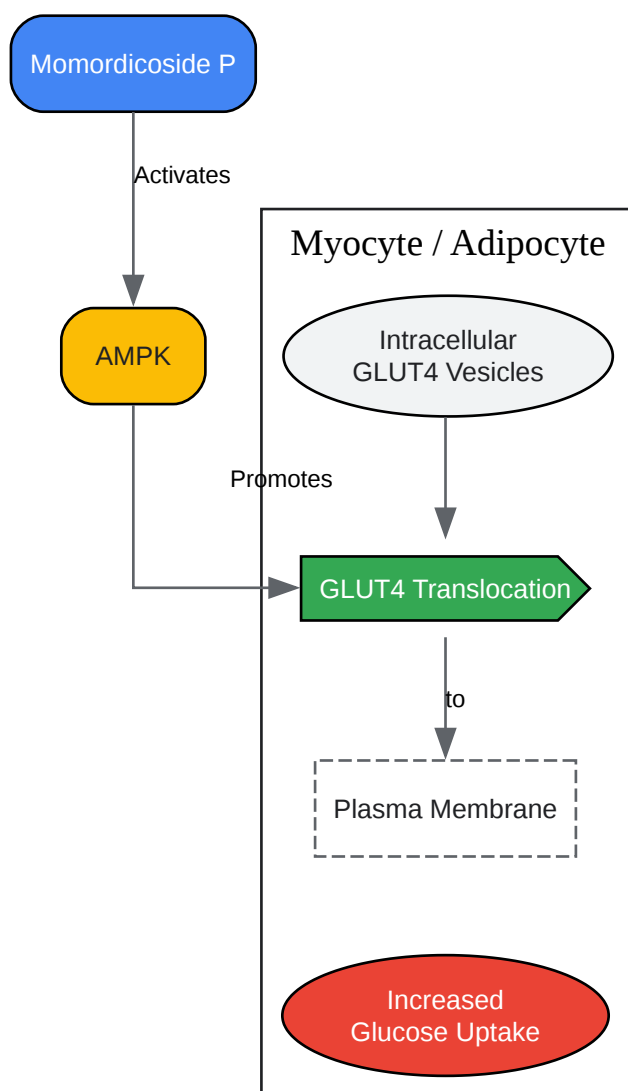 Momordicoside P
Activates
Myocyte / Adipocyte
Intracellular
GLUT4 Vesicles
AMPK
Promotes
GLUT4 Translocation
to
Plasma Membrane
Increased
Glucose Uptake